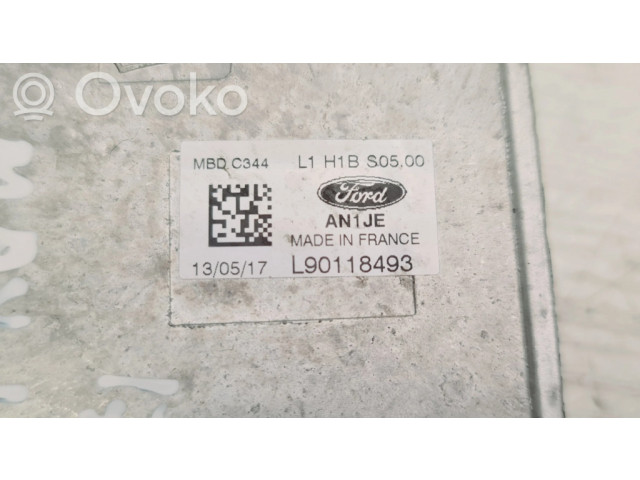 Ovoko
MBD C344 L1 H1B S05.00
Ford
AN1JE
MADE IN FRANCE
13/05/17 L90118493